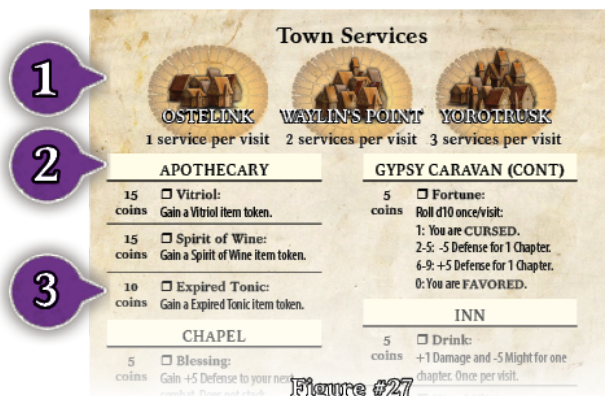 Town Services
OSTELINK
WAYLIN'S POINT
YOROTRUSK
1 service per visit
2 services per visit
3 services per visit
1
2
3
APOTHECARY
15 coins
❒ Vitriol:
Gain a Vitriol item token.
15 coins
❒ Spirit of Wine:
Gain a Spirit of Wine item token.
10 coins
❒ Expired Tonic:
Gain a Expired Tonic item token.
CHAPEL
5 coins
❒ Blessing:
Gain +5 Defense to your next
combat. Does not stack.
GYPSY CARAVAN (CONT)
5 coins
❒ Fortune:
Roll d10 once/visit:
1: You are CURSED.
2-5: -5 Defense for 1 Chapter.
6-9: +5 Defense for 1 Chapter.
0: You are FAVORED.
INN
5 coins
❒ Drink:
+1 Damage and -5 Might for one
chapter. Once per visit.
Figure #27